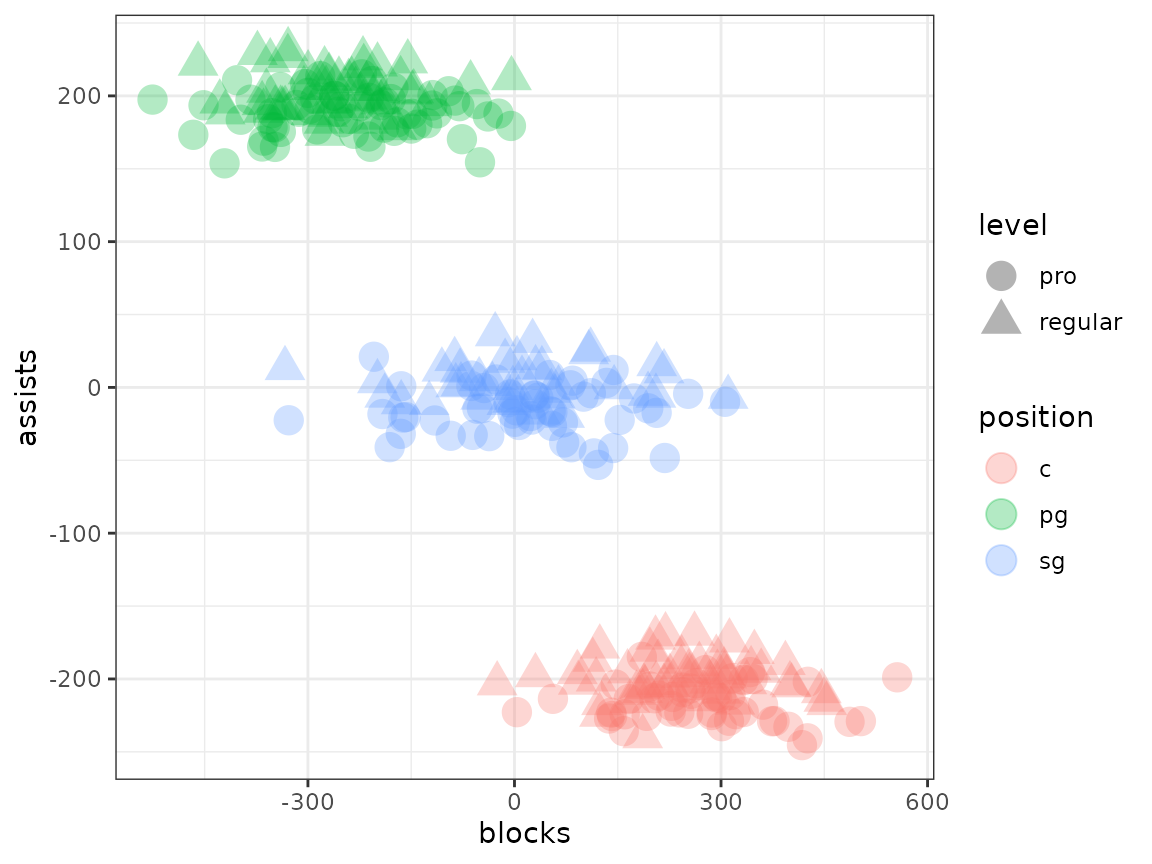 200
100
0
-100
-200
assists
-300 0 300 600
blocks
level
pro
regular
position
c
pg
sg